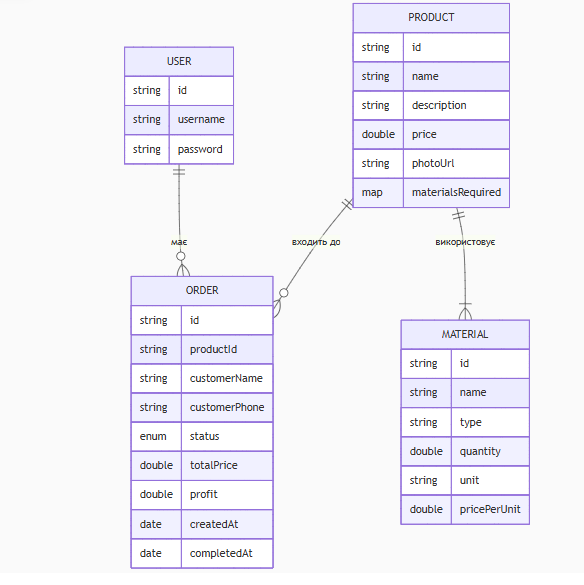 PRODUCT
string id
string name
string description
double price
string photoUrl
map materialsRequired
USER
string id
string username
string password
має
входить до
використовує
ORDER
string id
string productId
string customerName
string customerPhone
enum status
double totalPrice
double profit
date createdAt
date completedAt
MATERIAL
string id
string name
string type
double quantity
string unit
double pricePerUnit